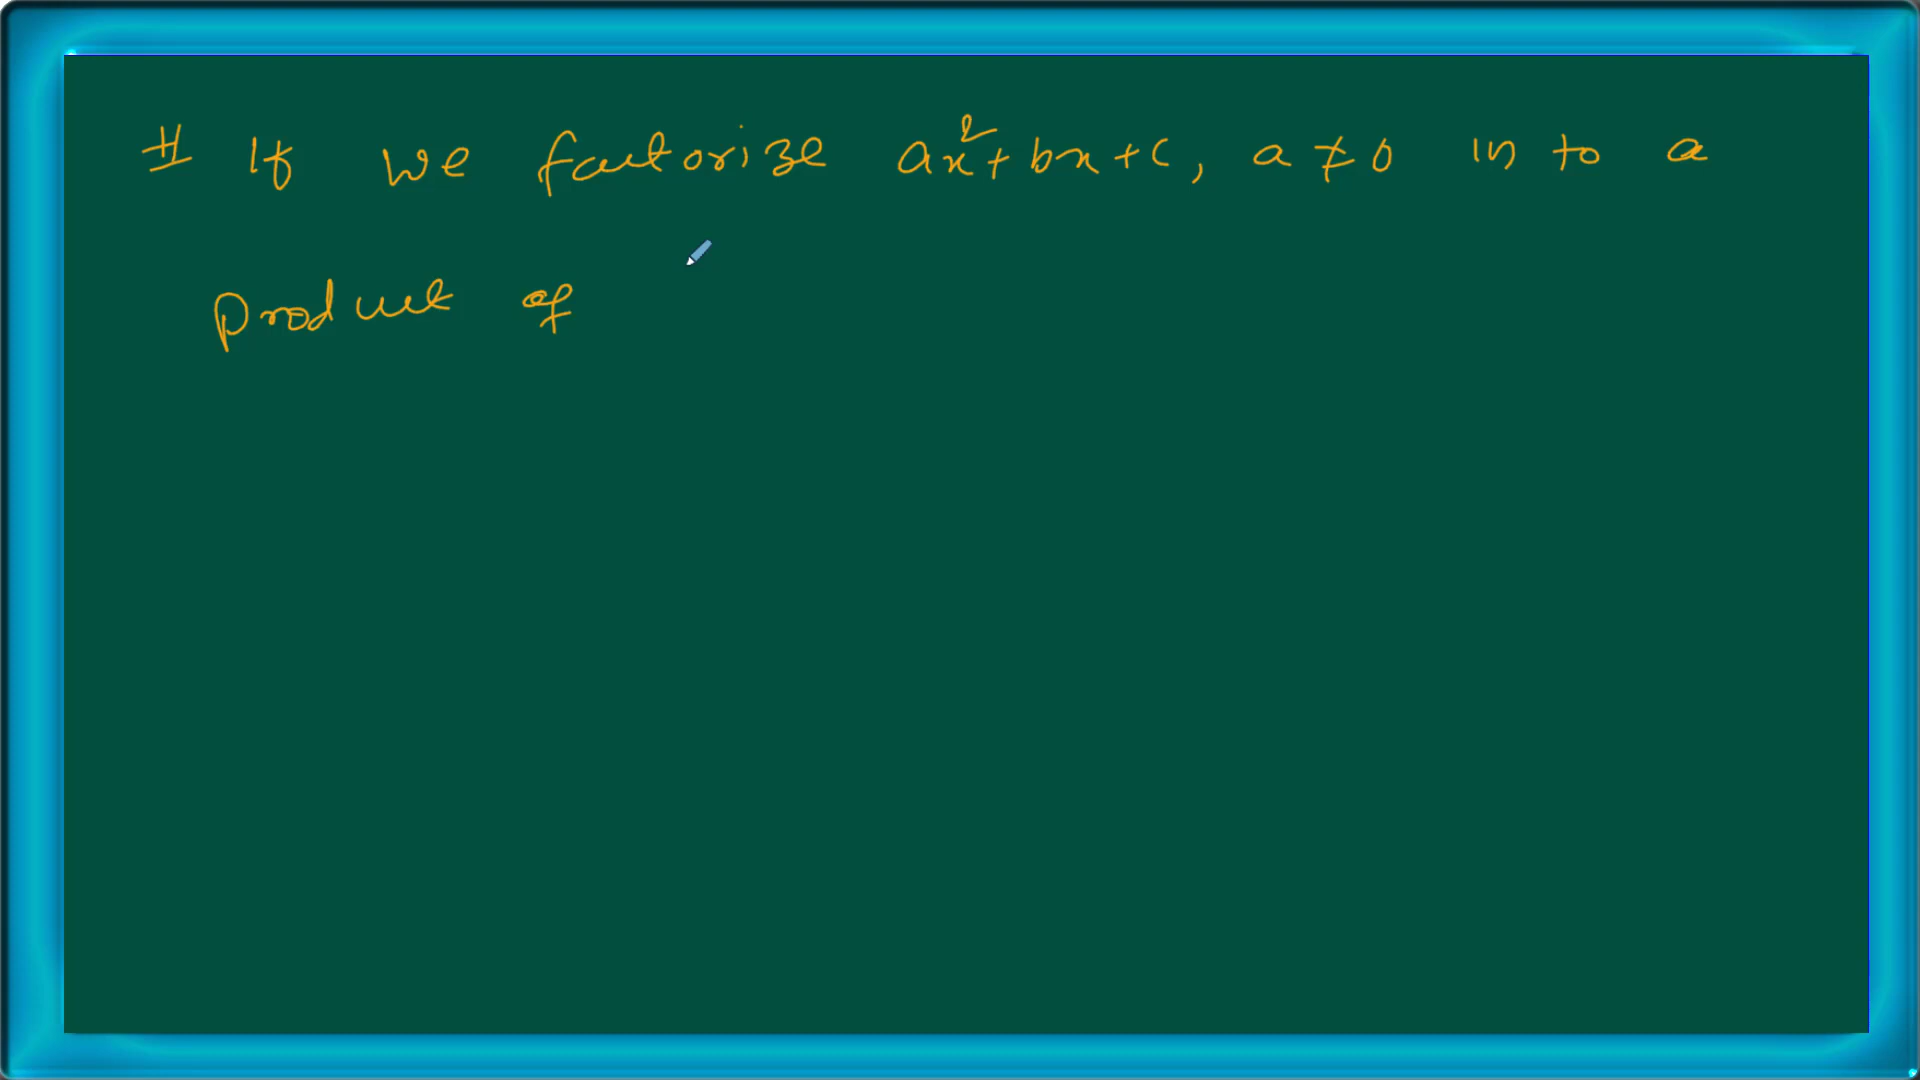 # If we factorize ax²+bx+c, a≠0 in to a
product of